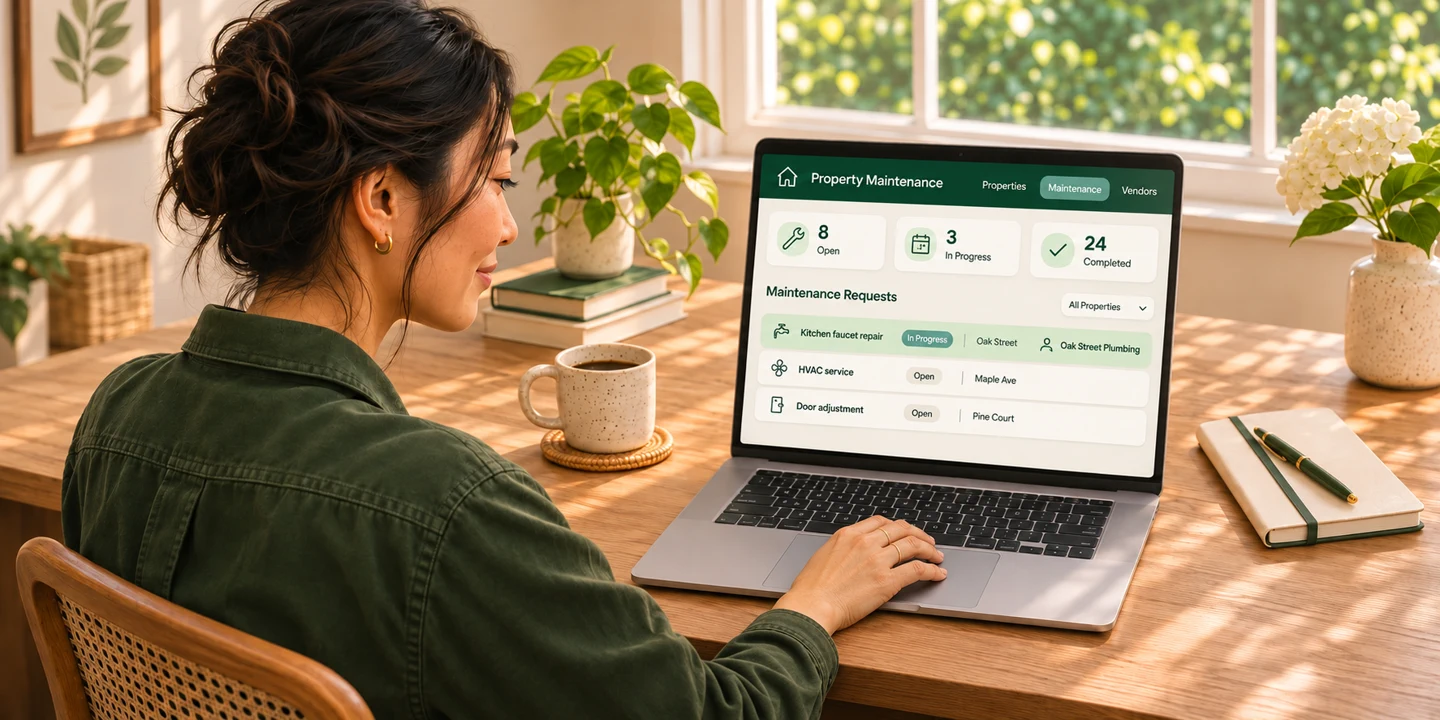 Property Maintenance Properties Maintenance Vendors
8 Open
3 In Progress
24 Completed
Maintenance Requests All Properties
Kitchen faucet repair In Progress Oak Street Oak Street Plumbing
HVAC service Open Maple Ave
Door adjustment Open Pine Court